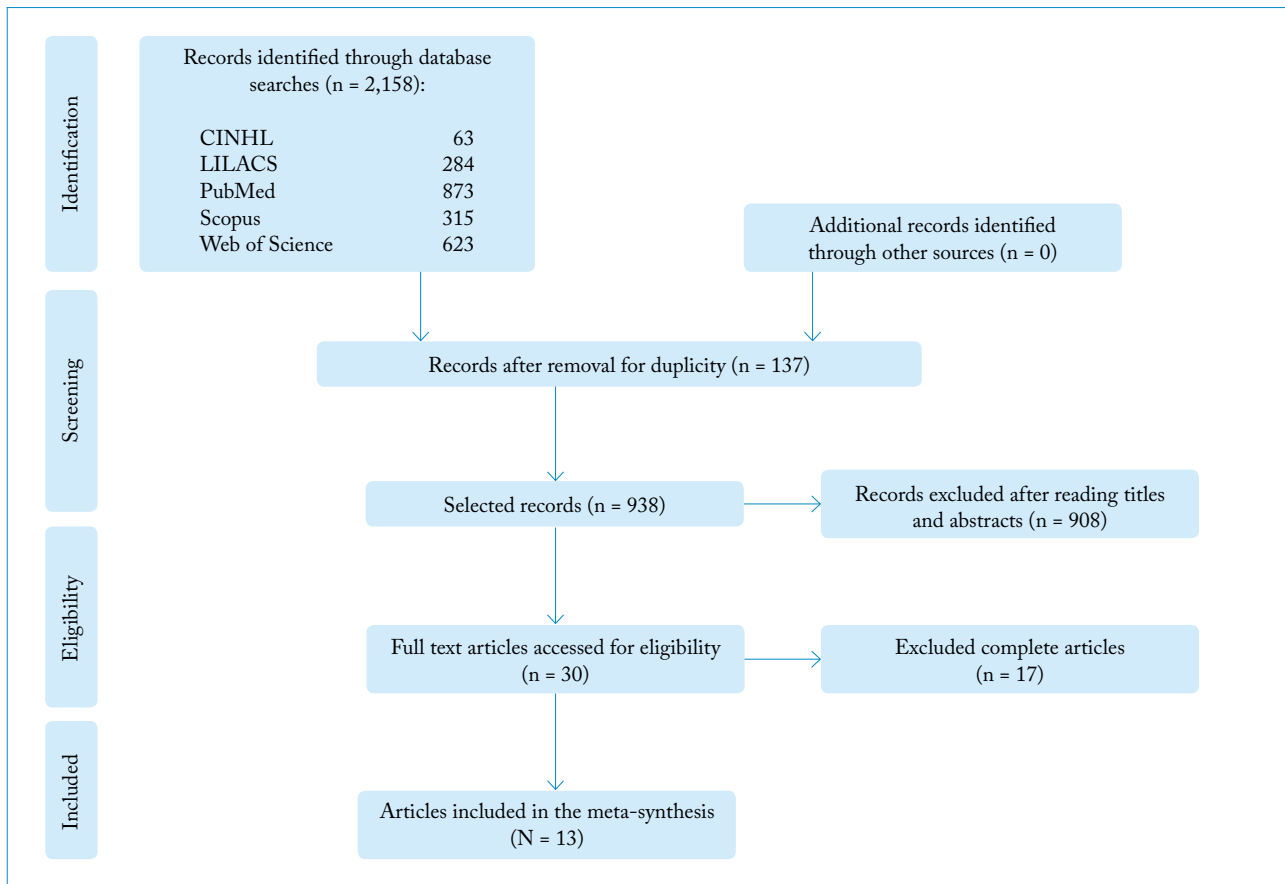 Identification
Records identified through database
searches (n = 2,158):
CINHL 63
LILACS 284
PubMed 873
Scopus 315
Web of Science 623
Additional records identified
through other sources (n = 0)
Screening
Records after removal for duplicity (n = 137)
Selected records (n = 938)
Records excluded after reading titles
and abstracts (n = 908)
Eligibility
Full text articles accessed for eligibility
(n = 30)
Excluded complete articles
(n = 17)
Included
Articles included in the meta-synthesis
(N = 13)